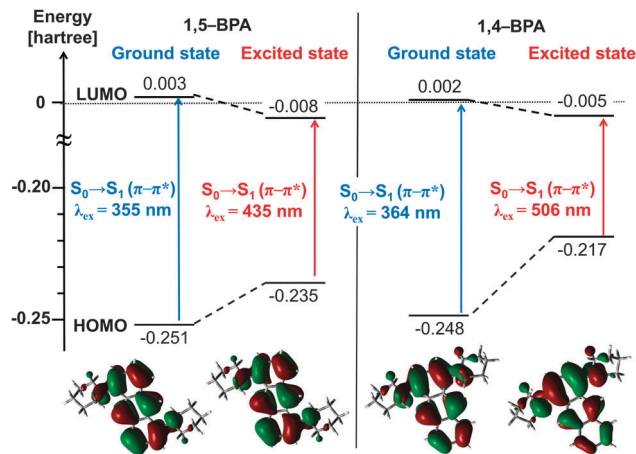 Energy
[hartree]
1,5–BPA
1,4–BPA
Ground state
Excited state
Ground state
Excited state
LUMO
0.003
0.002
0
-0.008
-0.005
≈
-0.20
S₀→S₁ (π–π*)
λₑₓ = 355 nm
S₀→S₁ (π–π*)
λₑₓ = 435 nm
S₀→S₁ (π–π*)
λₑₓ = 364 nm
S₀→S₁ (π–π*)
λₑₓ = 506 nm
-0.217
-0.235
-0.25
HOMO
-0.251
-0.248